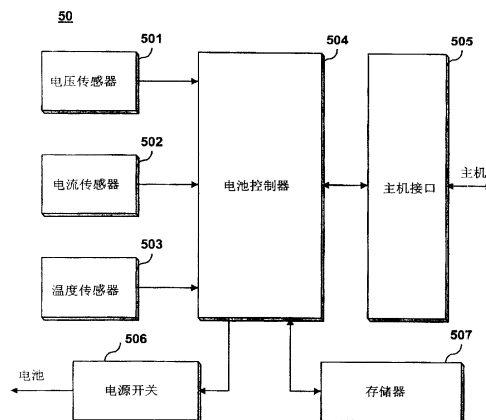 50
501
504
505
电压传感器
502
电流传感器
电池控制器
主机接口
主机
503
温度传感器
506
507
电池
电源开关
存储器